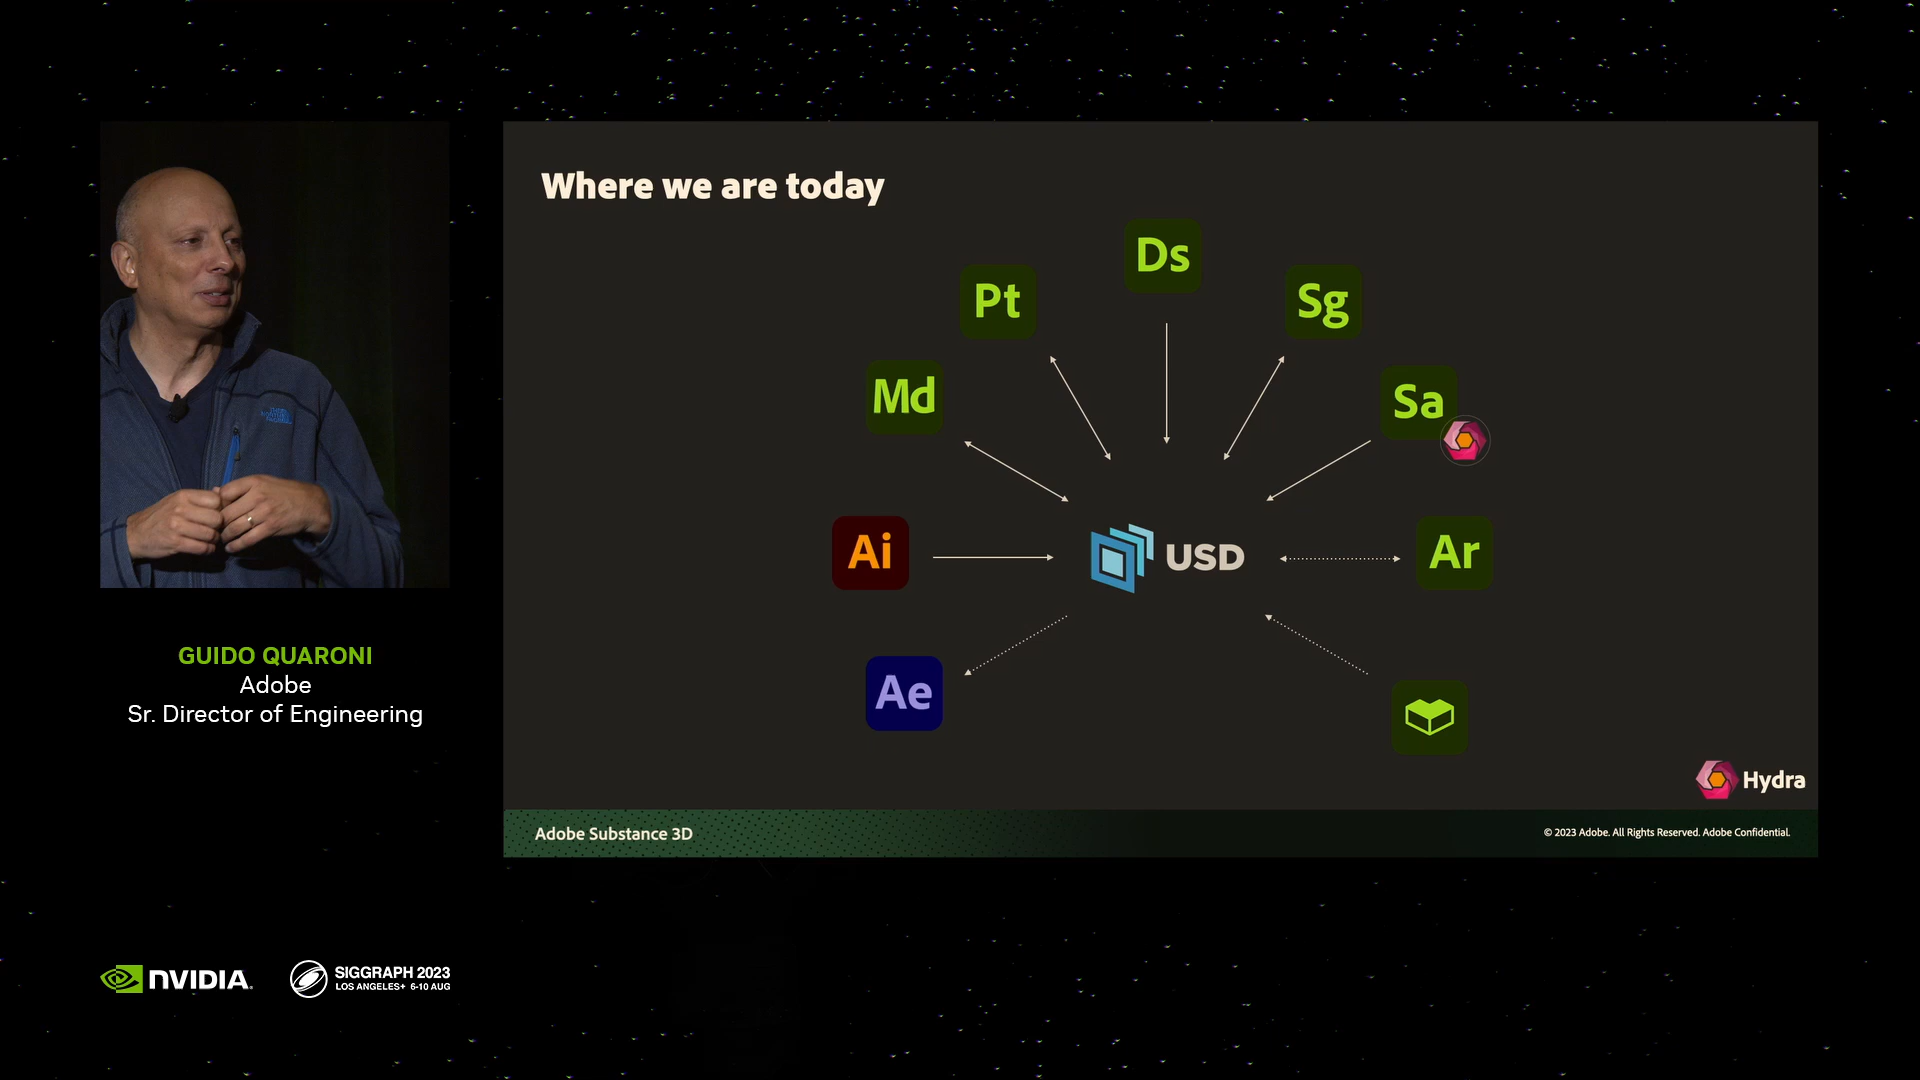 Where we are today
Ds
Pt
Sg
Md
Sa
Ai
USD
Ar
Ae
Hydra
Adobe Substance 3D
© 2023 Adobe. All Rights Reserved. Adobe Confidential.
GUIDO QUARONI
Adobe
Sr. Director of Engineering
NVIDIA.
SIGGRAPH 2023
LOS ANGELES+ 6-10 AUG